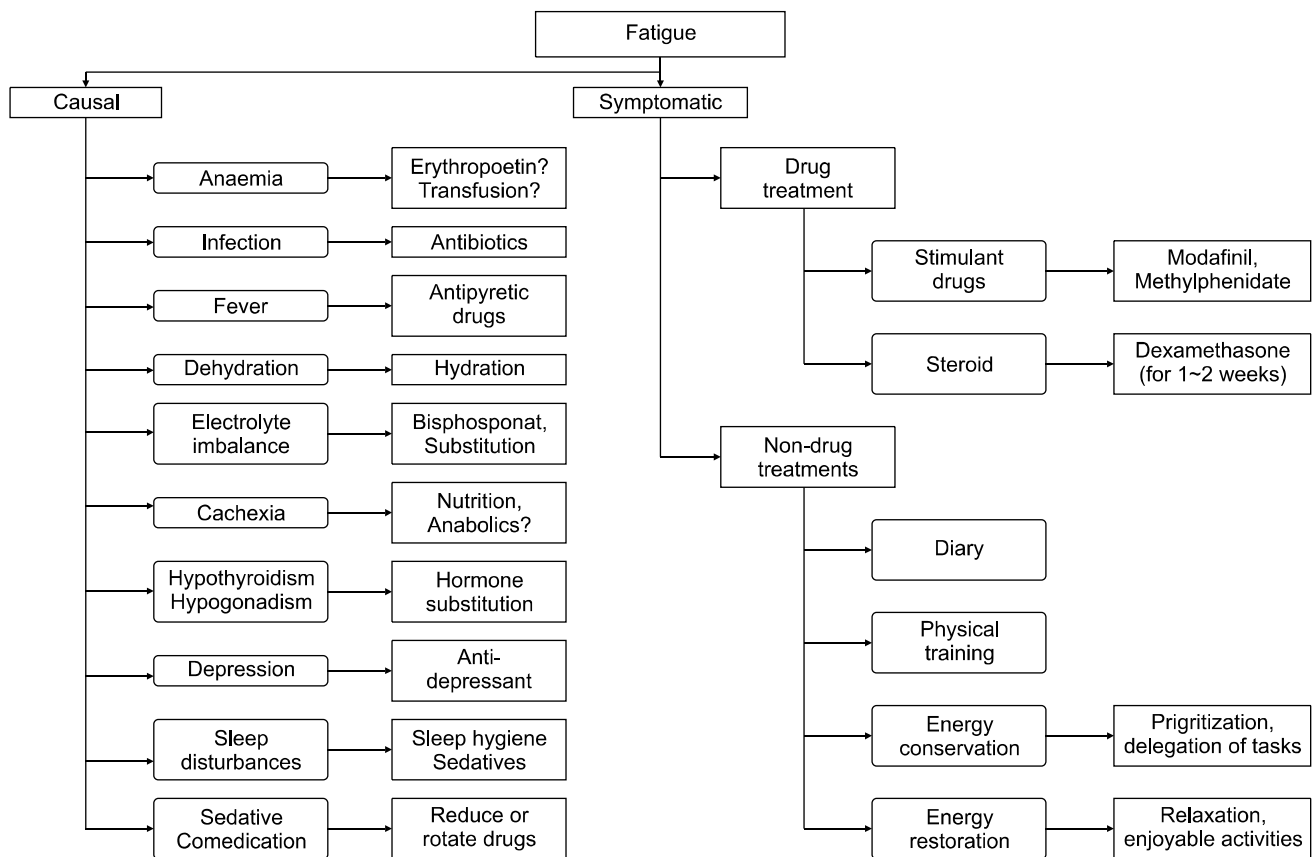 Fatigue
Causal
Symptomatic
Anaemia
Erythropoetin?
Transfusion?
Infection
Antibiotics
Fever
Antipyretic
drugs
Dehydration
Hydration
Electrolyte
imbalance
Bisphosponat,
Substitution
Cachexia
Nutrition,
Anabolics?
Hypothyroidism
Hypogonadism
Hormone
substitution
Depression
Anti-
depressant
Sleep
disturbances
Sleep hygiene
Sedatives
Sedative
Comedication
Reduce or
rotate drugs
Drug
treatment
Stimulant
drugs
Modafinil,
Methylphenidate
Steroid
Dexamethasone
(for 1~2 weeks)
Non-drug
treatments
Diary
Physical
training
Energy
conservation
Prigritization,
delegation of tasks
Energy
restoration
Relaxation,
enjoyable activities